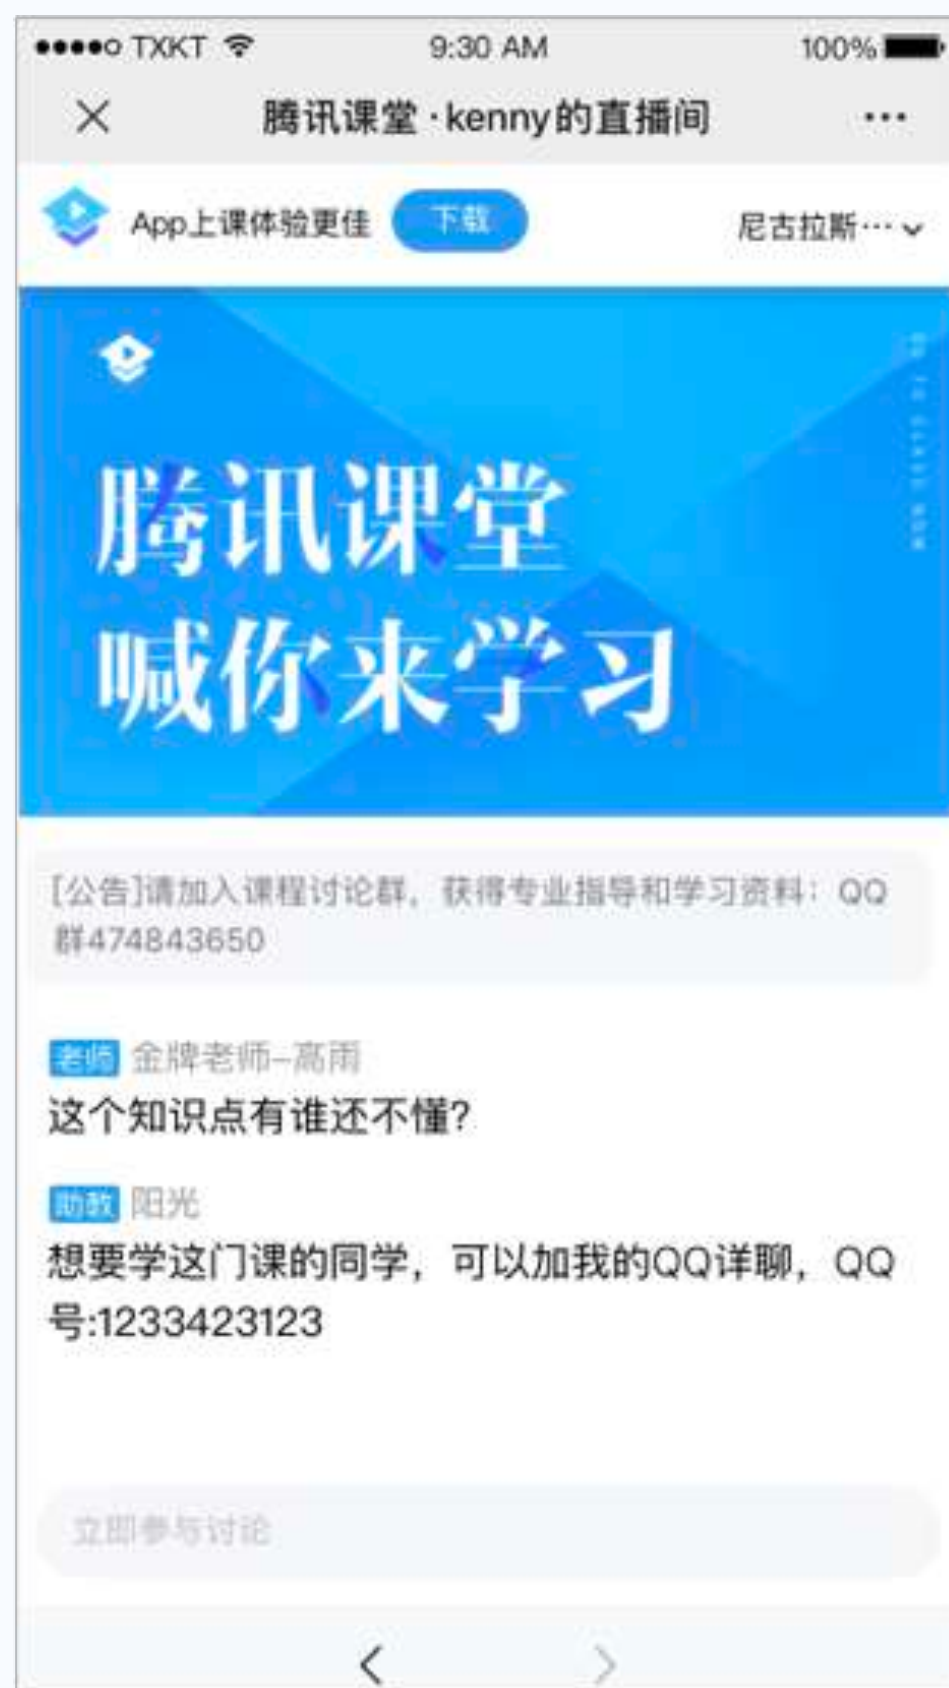 TXKT 9:30 AM 100%
腾讯课堂·kenny的直播间
App上课体验更佳 下载 尼古拉斯…
腾讯课堂
喊你来学习
[公告]请加入课程讨论群，获得专业指导和学习资料：QQ
群474843650
老师 金牌老师-高雨
这个知识点有谁还不懂?
助教 阳光
想要学这门课的同学，可以加我的QQ详聊，QQ
号:1233423123
立即参与讨论